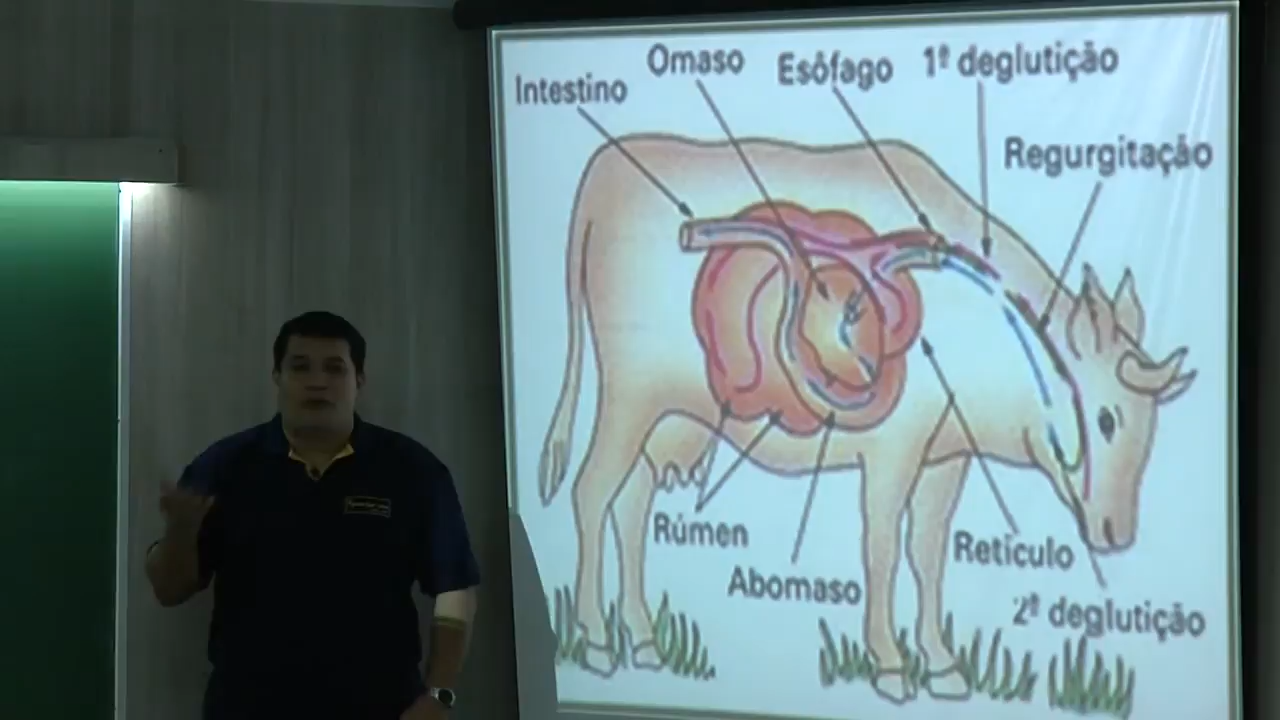 Omaso
Esôfago
1ª deglutição
Intestino
Regurgitação
Rúmen
Retículo
Abomaso
2ª deglutição